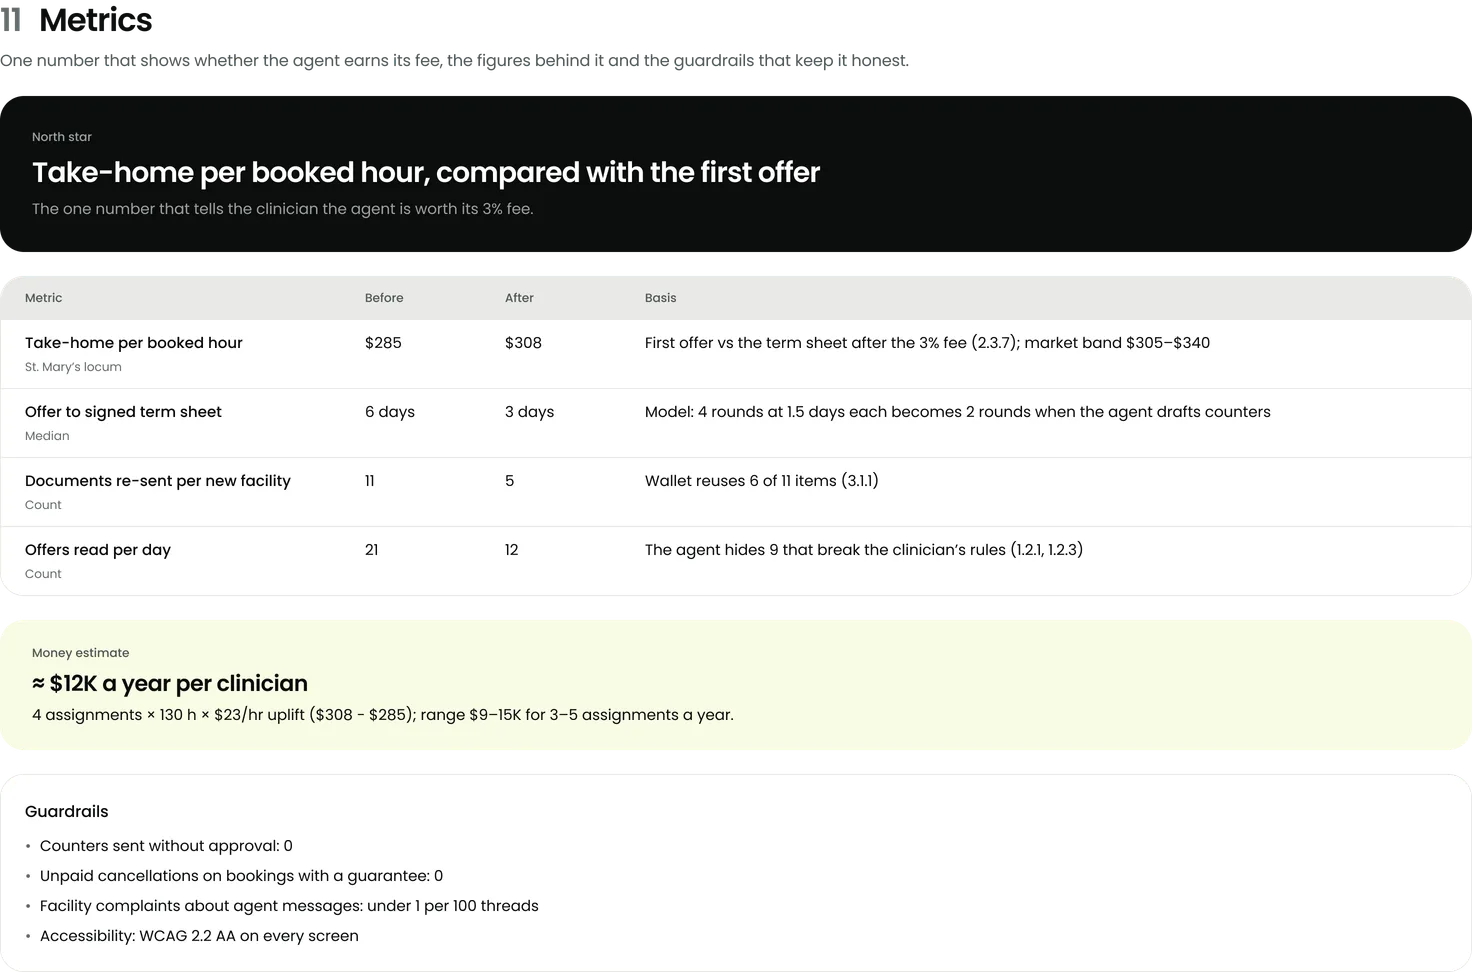 11 Metrics
One number that shows whether the agent earns its fee, the figures behind it and the guardrails that keep it honest.
North star
Take-home per booked hour, compared with the first offer
The one number that tells the clinician the agent is worth its 3% fee.
Metric Before After Basis
Take-home per booked hour $285 $308 First offer vs the term sheet after the 3% fee (2.3.7); market band $305–$340
St. Mary’s locum
Offer to signed term sheet 6 days 3 days Model: 4 rounds at 1.5 days each becomes 2 rounds when the agent drafts counters
Median
Documents re-sent per new facility 11 5 Wallet reuses 6 of 11 items (3.1.1)
Count
Offers read per day 21 12 The agent hides 9 that break the clinician’s rules (1.2.1, 1.2.3)
Count
Money estimate
≈ $12K a year per clinician
4 assignments × 130 h × $23/hr uplift ($308 - $285); range $9–15K for 3–5 assignments a year.
Guardrails
• Counters sent without approval: 0
• Unpaid cancellations on bookings with a guarantee: 0
• Facility complaints about agent messages: under 1 per 100 threads
• Accessibility: WCAG 2.2 AA on every screen